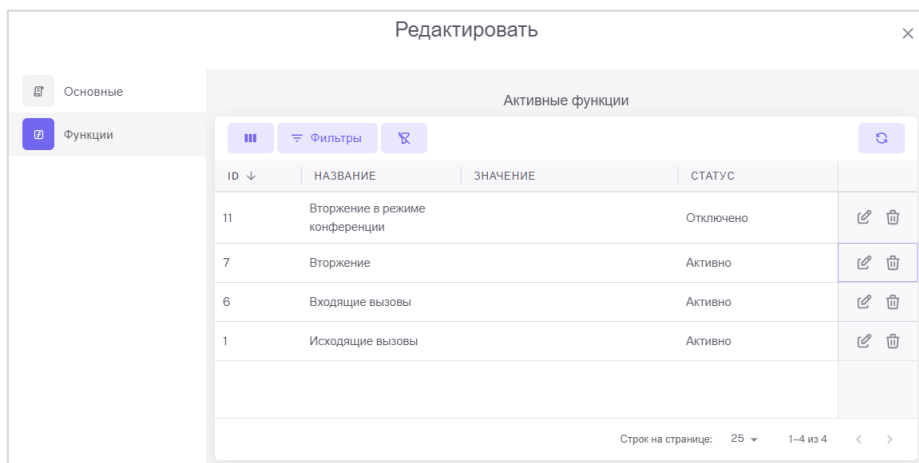 Редактировать
Основные
Функции
Активные функции
Фильтры
ID НАЗВАНИЕ ЗНАЧЕНИЕ СТАТУС
11 Вторжение в режиме конференции Отключено
7 Вторжение Активно
6 Входящие вызовы Активно
1 Исходящие вызовы Активно
Строк на странице: 25 1–4 из 4